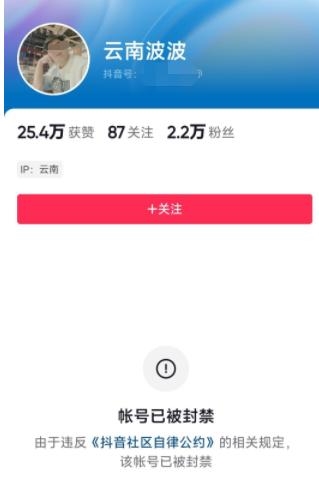 云南波波
抖音号：
25.4万 获赞 87 关注 2.2万 粉丝
IP：云南
+关注
帐号已被封禁
由于违反《抖音社区自律公约》的相关规定，
该帐号已被封禁